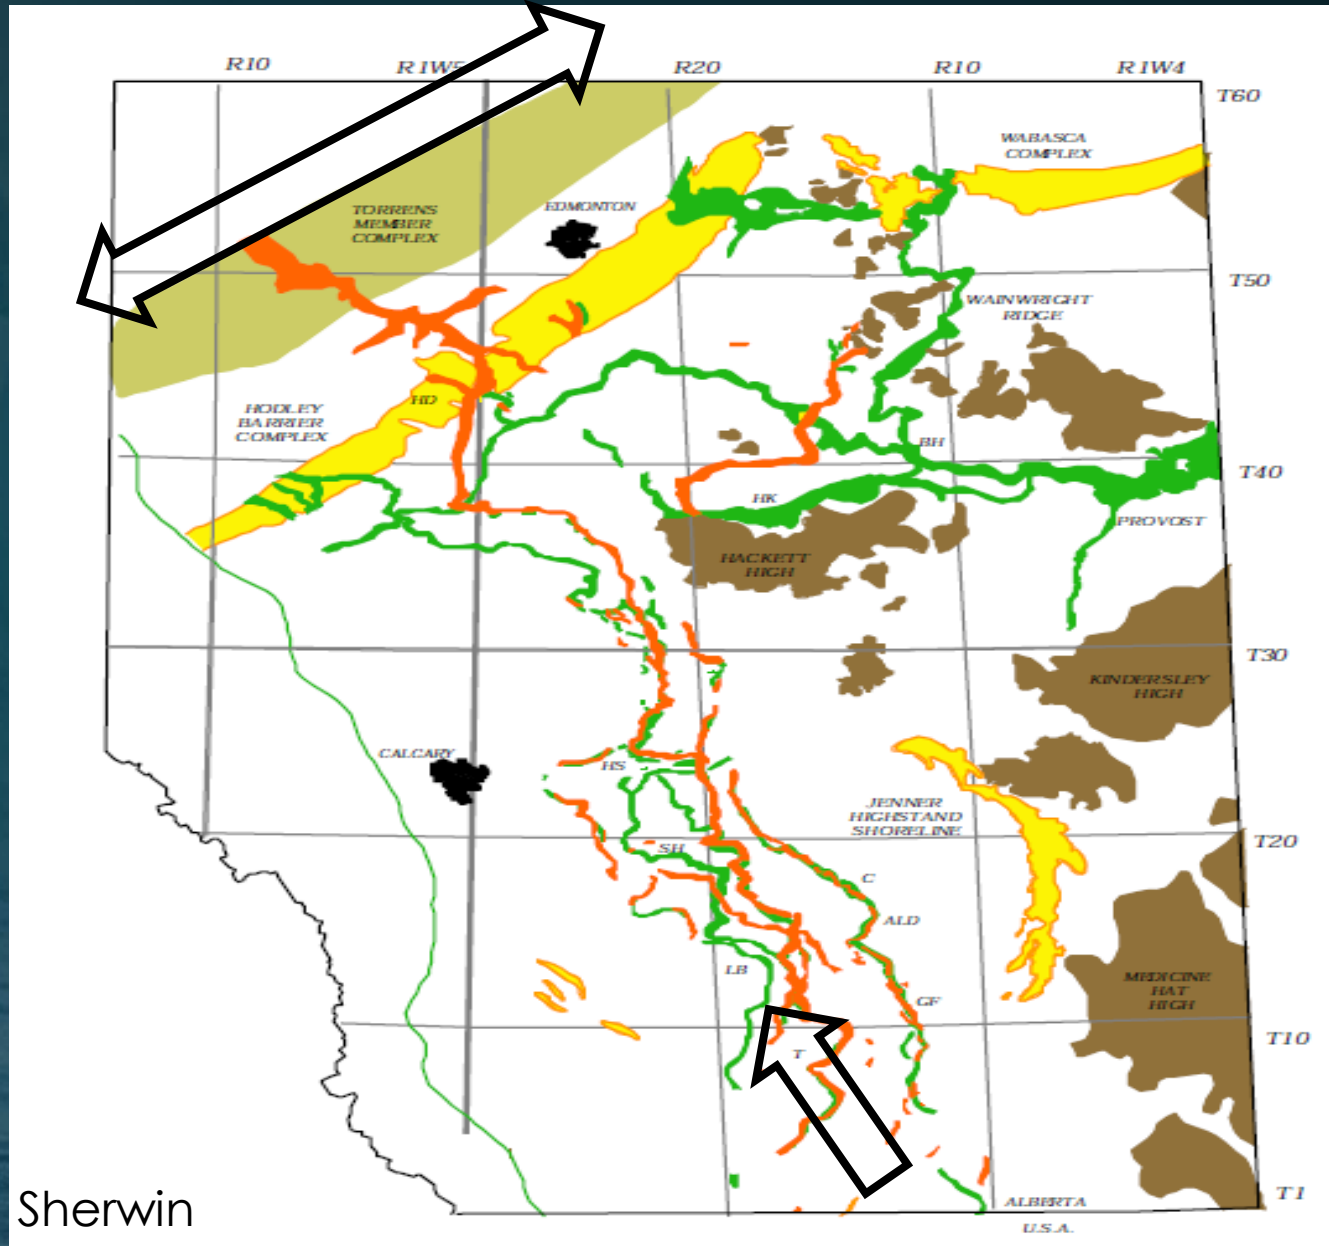 R10
R1W5
R20
R10
R1W4
T60
WABASCA
COMPLEX
TORRENS
MEMBER
COMPLEX
EDMONTON
T50
WAINWRIGHT
RIDGE
HODLEY
BARRIER
COMPLEX
HD
BH
T40
HK
PROVOST
HACKETT
HIGH
T30
KINDERSLEY
HIGH
CALGARY
HS
JENNER
HIGHSTAND
SHORELINE
T20
SH
C
ALD
LB
MEDICINE
HAT
HIGH
GF
T10
T
T1
ALBERTA
U.S.A.
Sherwin